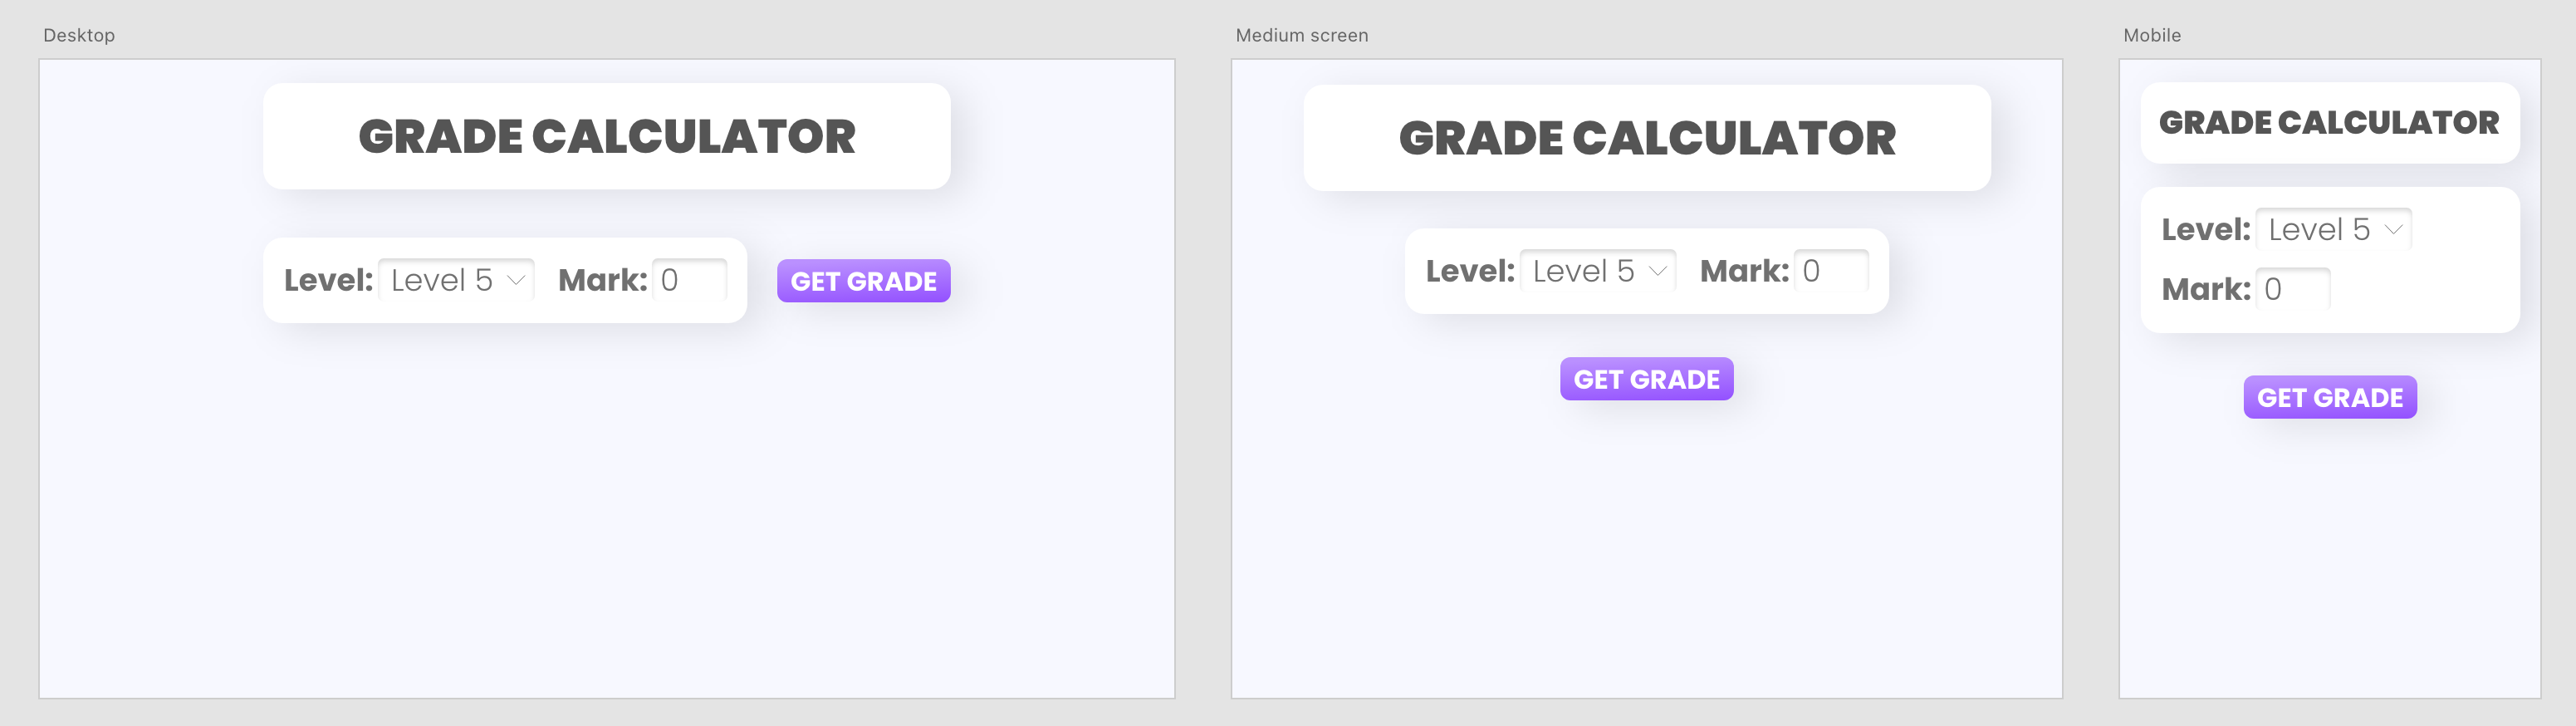 Desktop
GRADE CALCULATOR
Level: Level 5 Mark: 0 GET GRADE
Medium screen
GRADE CALCULATOR
Level: Level 5 Mark: 0
GET GRADE
Mobile
GRADE CALCULATOR
Level: Level 5
Mark: 0
GET GRADE